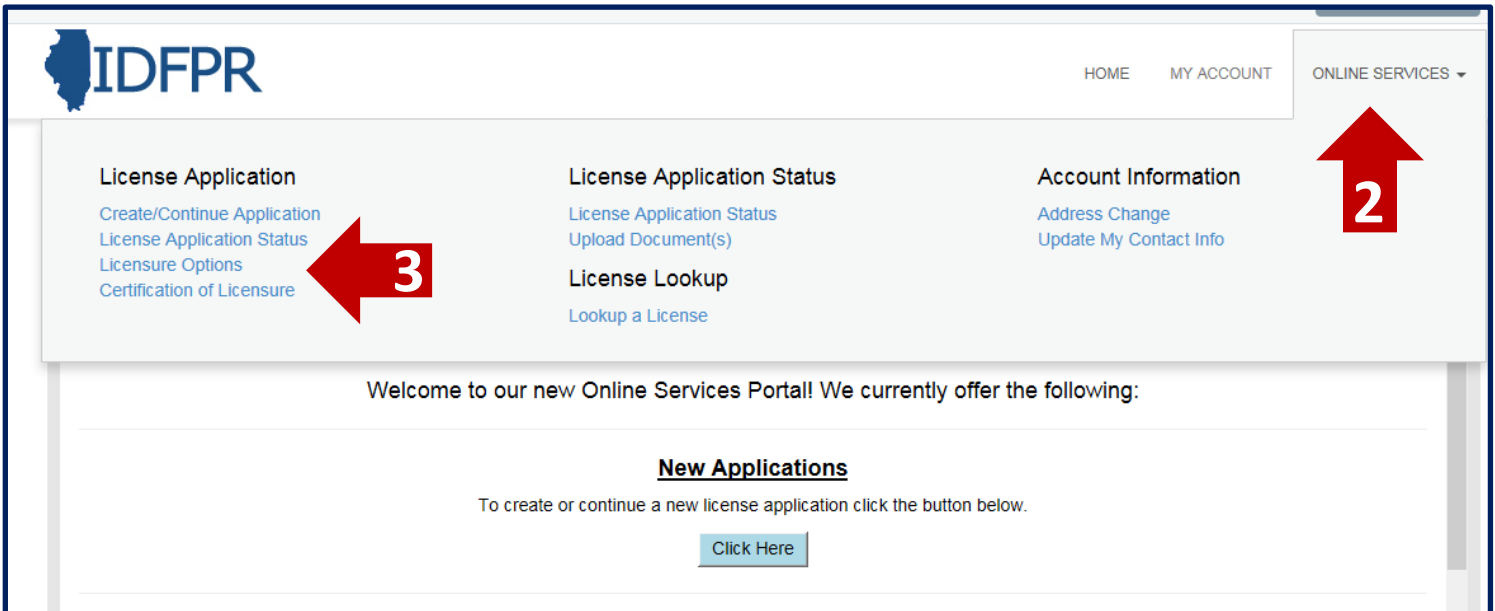 IDFPR
HOME MY ACCOUNT ONLINE SERVICES
2
License Application
Create/Continue Application
License Application Status
Licensure Options
Certification of Licensure
3
License Application Status
License Application Status
Upload Document(s)
License Lookup
Lookup a License
Account Information
Address Change
Update My Contact Info
Welcome to our new Online Services Portal! We currently offer the following:
New Applications
To create or continue a new license application click the button below.
Click Here